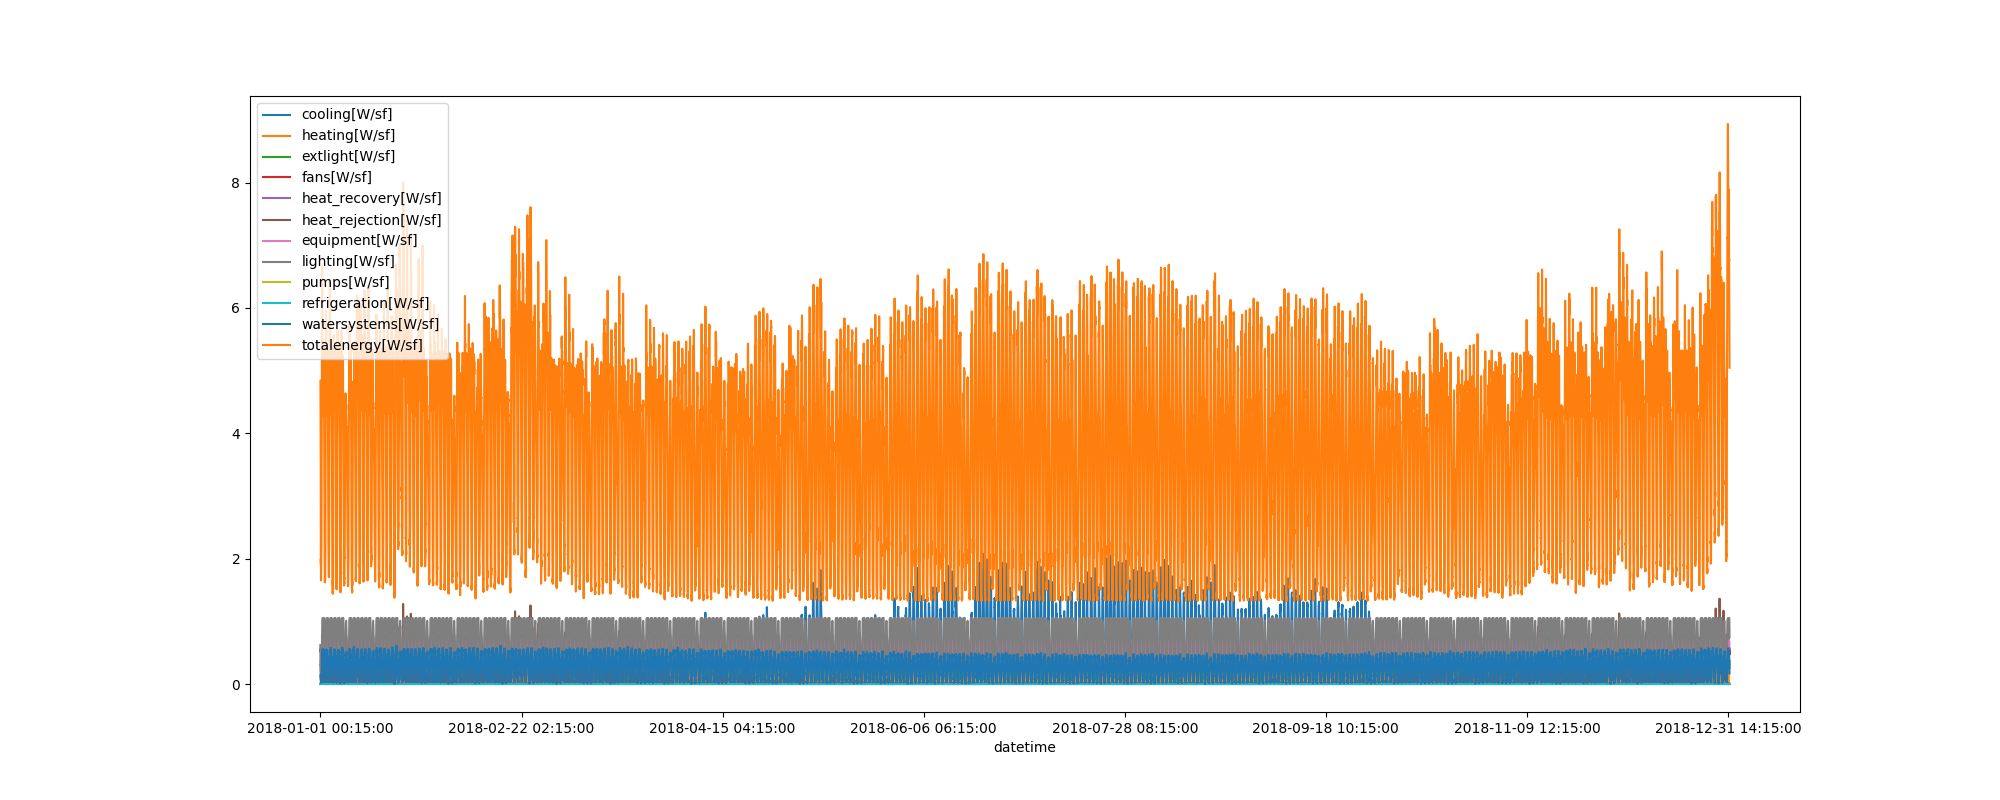 cooling[W/sf]
heating[W/sf]
extlight[W/sf]
fans[W/sf]
heat_recovery[W/sf]
heat_rejection[W/sf]
equipment[W/sf]
lighting[W/sf]
pumps[W/sf]
refrigeration[W/sf]
watersystems[W/sf]
totalenergy[W/sf]
8
6
4
2
0
2018-01-01 00:15:00 2018-02-22 02:15:00 2018-04-15 04:15:00 2018-06-06 06:15:00 2018-07-28 08:15:00 2018-09-18 10:15:00 2018-11-09 12:15:00 2018-12-31 14:15:00
datetime